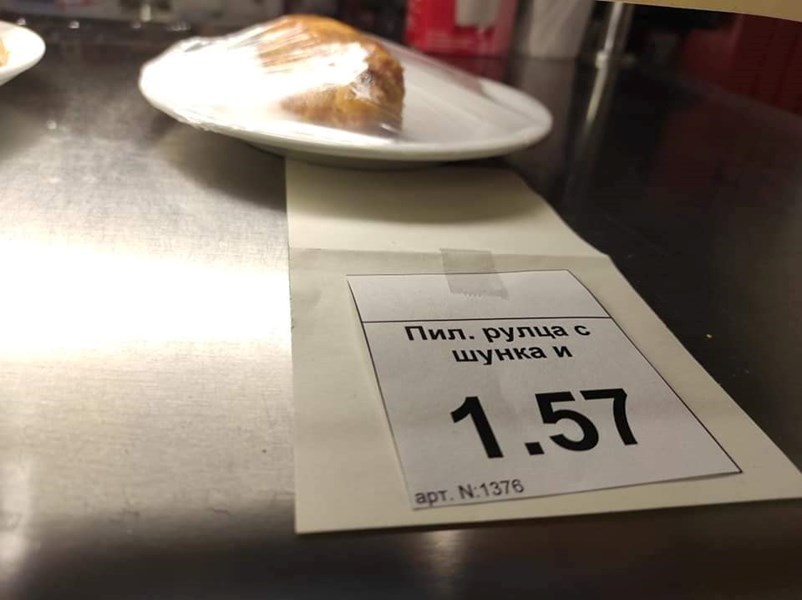 Пил. рулца с
шунка и
1.57
арт. N:1376